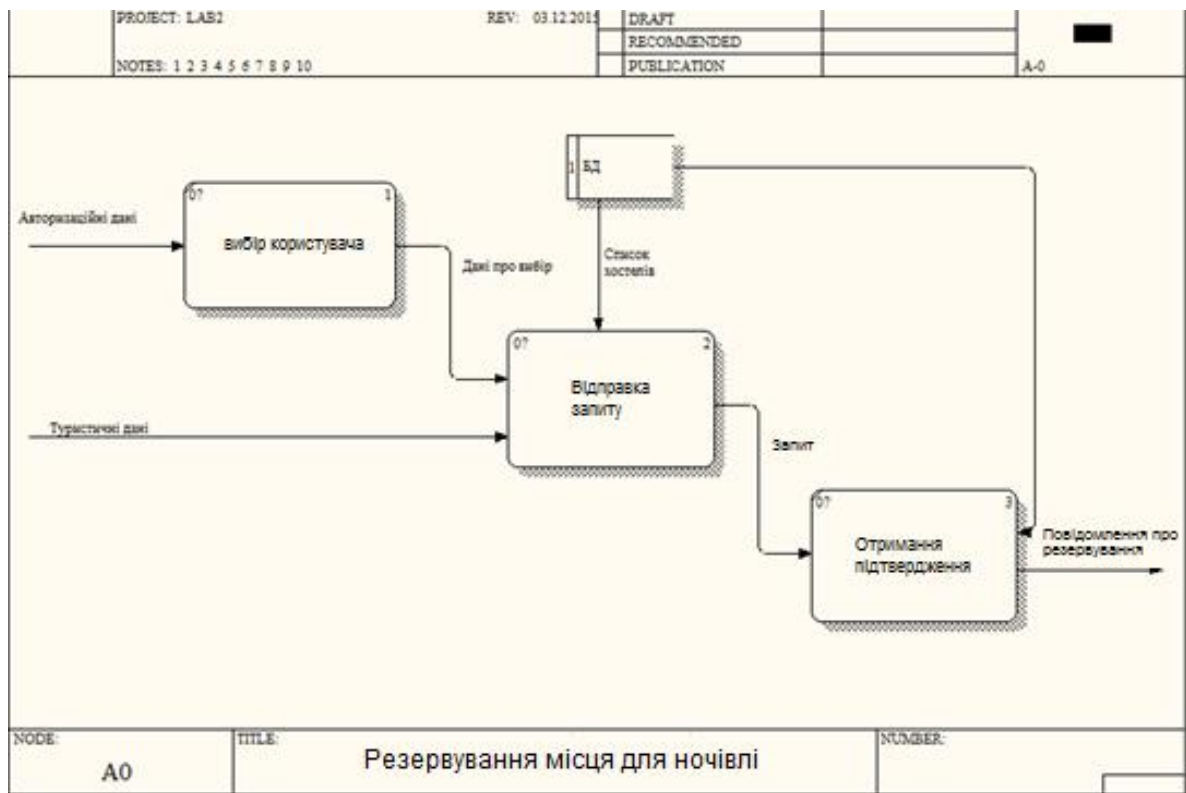 PROJECT: LAB2
REV: 03.12.2015
DRAFT
RECOMMENDED
NOTES: 1 2 3 4 5 6 7 8 9 10
PUBLICATION
A-0
1 БД
0? 1
Авторизаційні дані
вибір користувача
Дані про вибір
Список
хостелів
0? 2
Відправка
запиту
Туристичні дані
Запит
0? 3
Отримання
підтвердження
Повідомлення про
резервування
NODE:
TITLE:
NUMBER:
A0
Резервування місця для ночівлі